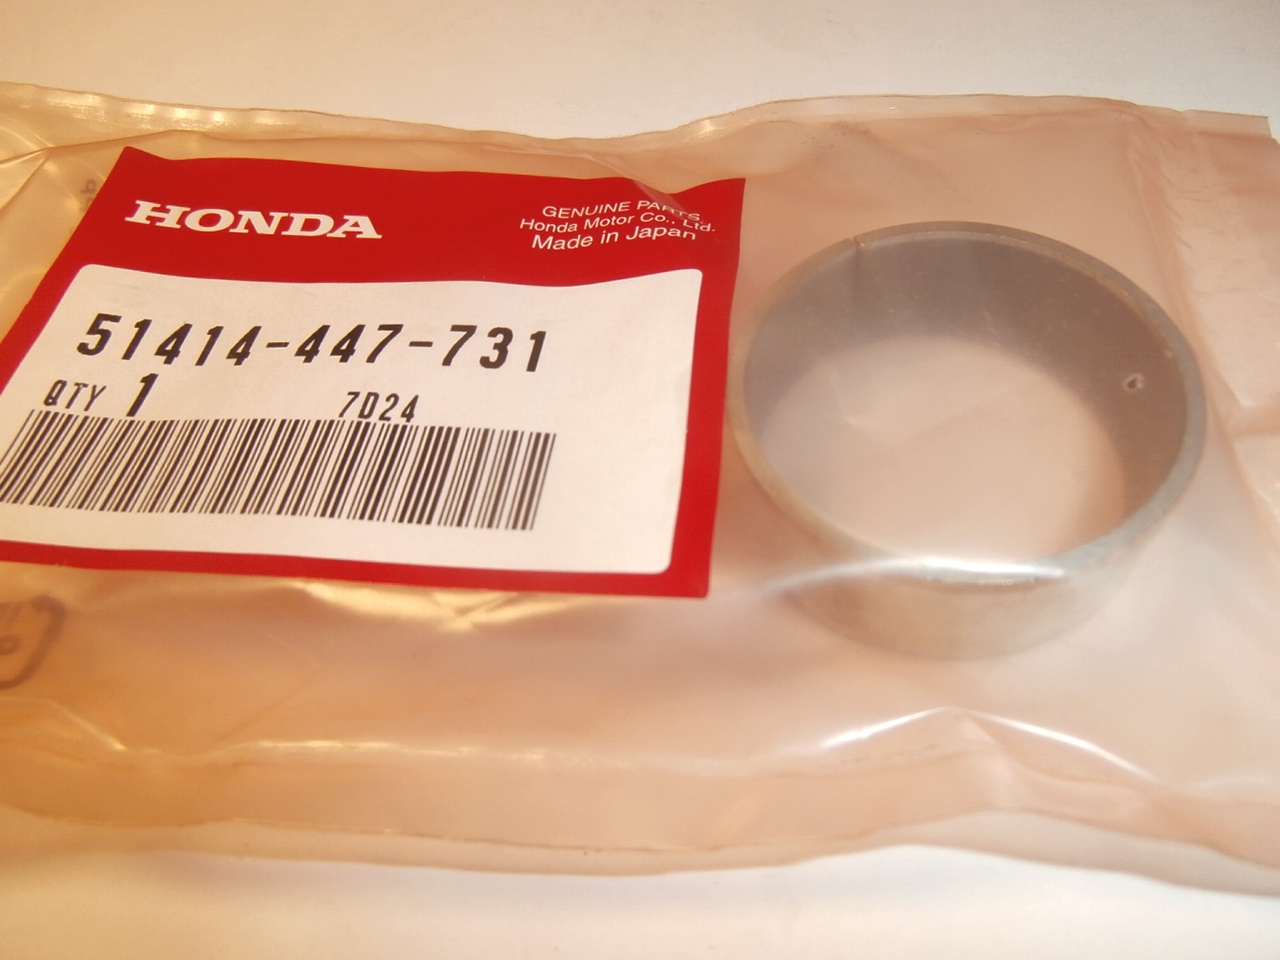 HONDA
GENUINE PARTS
Honda Motor Co., Ltd.
Made in Japan
51414-447-731
QTY 1 7D24